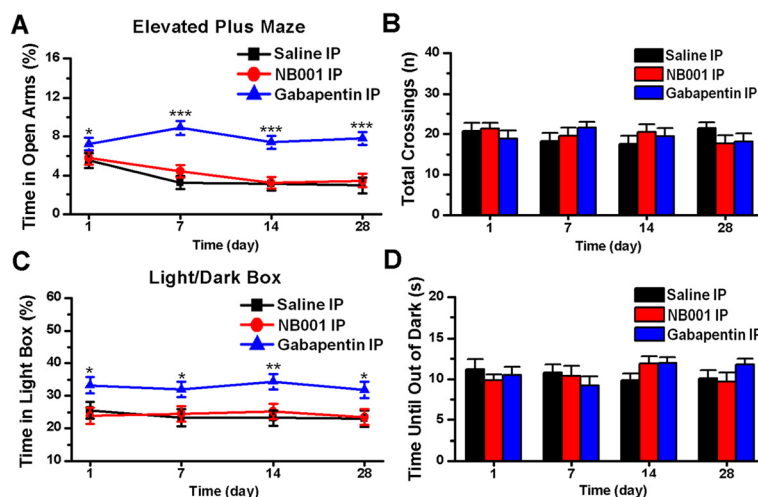 A
Elevated Plus Maze
Time in Open Arms (%)
16
12
8
4
0
Saline IP
NB001 IP
Gabapentin IP
*
***
***
***
1
7
14
28
Time (day)
B
Total Crossings (n)
40
30
20
10
0
Saline IP
NB001 IP
Gabapentin IP
1
7
14
28
Time (day)
C
Light/Dark Box
Time in Light Box (%)
60
50
40
30
20
10
Saline IP
NB001 IP
Gabapentin IP
*
*
**
*
1
7
14
28
Time (day)
D
Time Until Out of Dark (s)
20
15
10
5
0
Saline IP
NB001 IP
Gabapentin IP
1
7
14
28
Time (day)